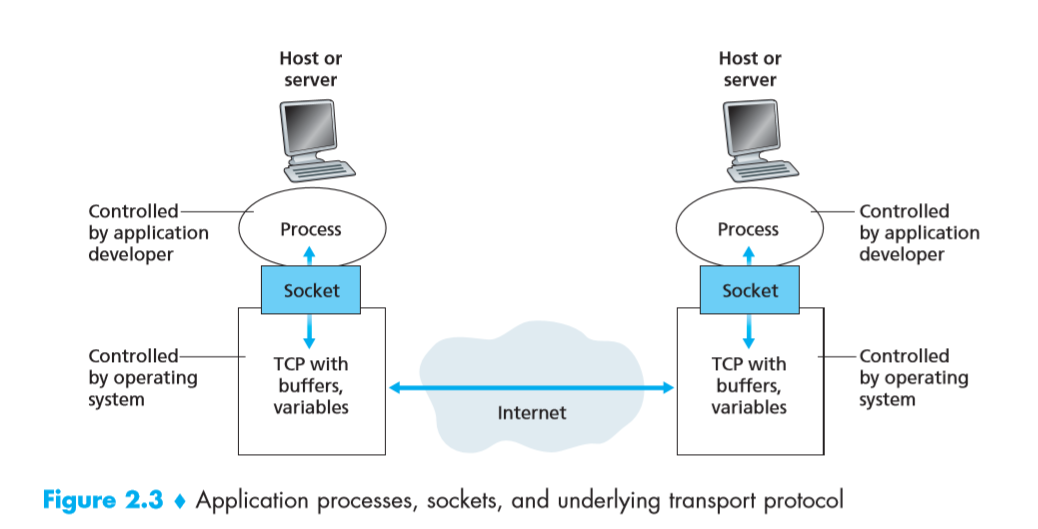 Host or
server
Host or
server
Controlled
by application
developer
Process
Process
Controlled
by application
developer
Socket
Socket
Controlled
by operating
system
TCP with
buffers,
variables
Internet
TCP with
buffers,
variables
Controlled
by operating
system
Figure 2.3 ♦ Application processes, sockets, and underlying transport protocol